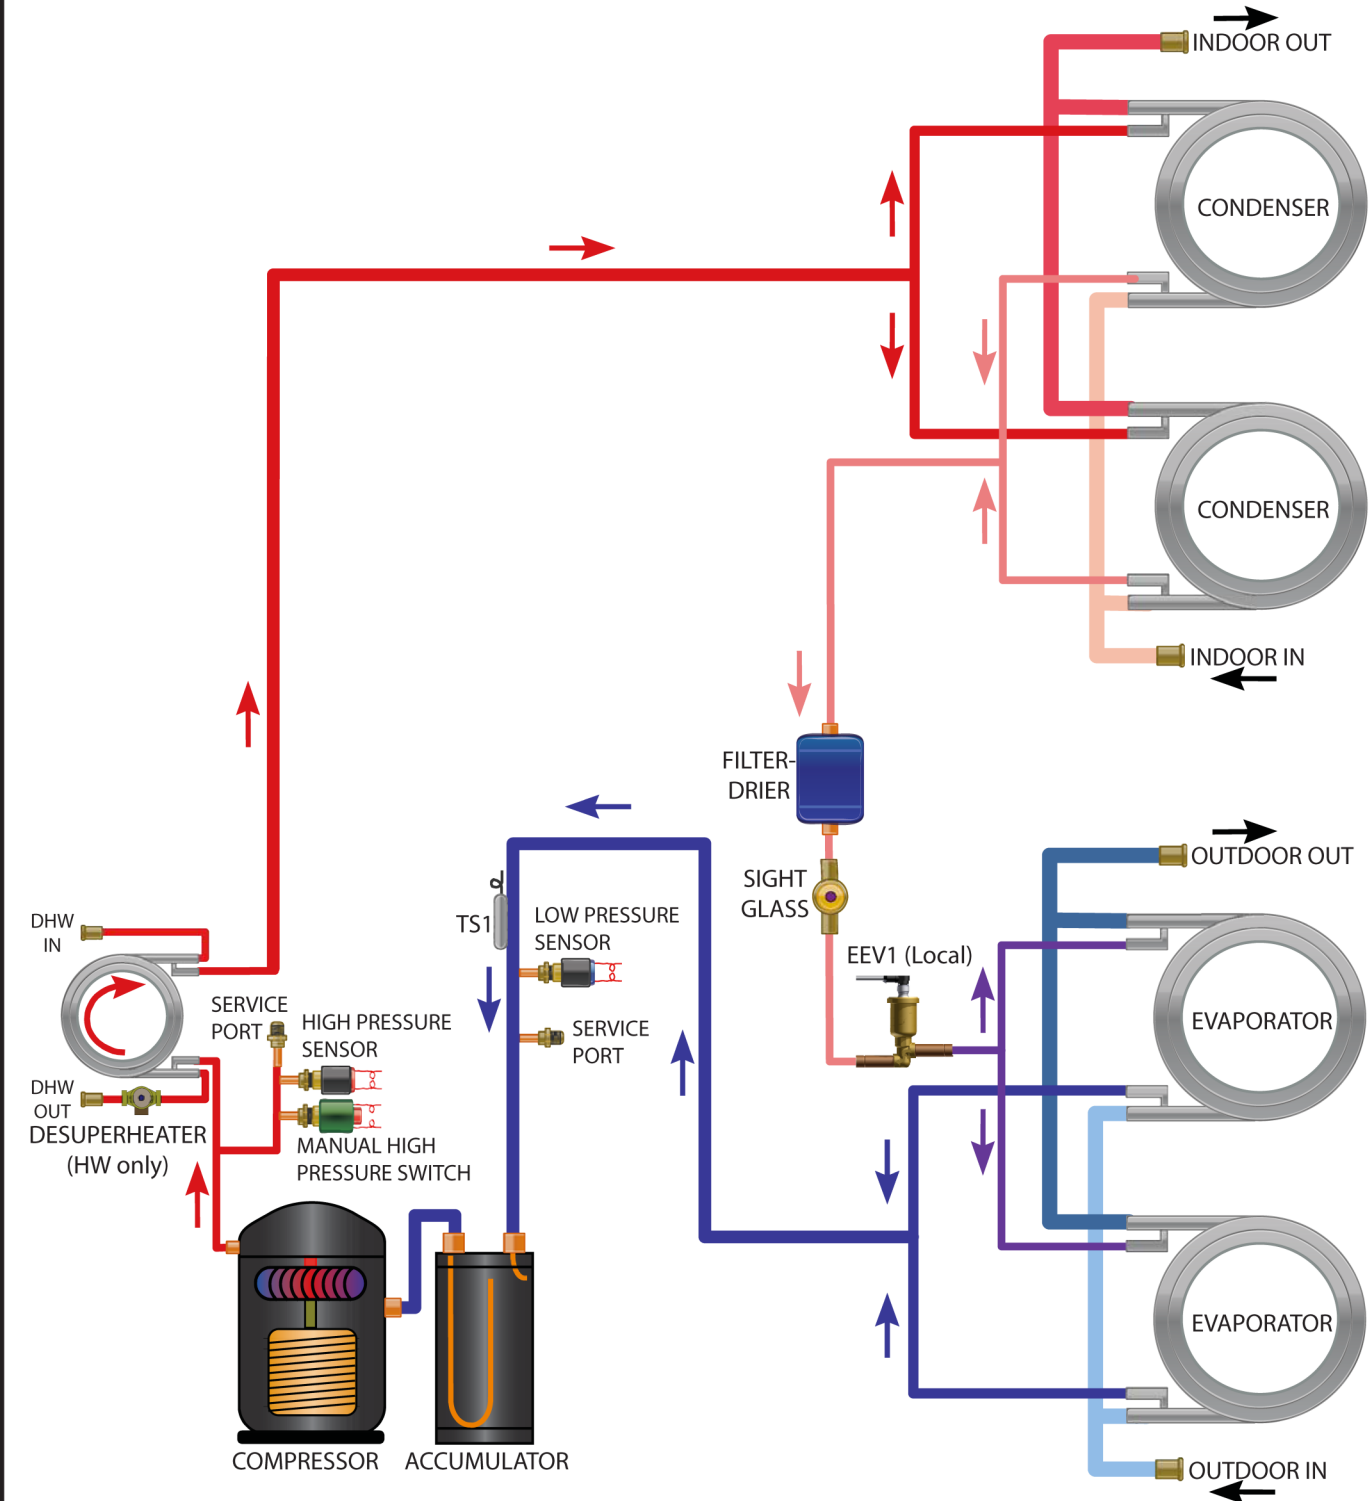 INDOOR OUT
CONDENSER
CONDENSER
INDOOR IN
FILTER-
DRIER
SIGHT
GLASS
EEV1 (Local)
OUTDOOR OUT
EVAPORATOR
EVAPORATOR
OUTDOOR IN
TS1
LOW PRESSURE
SENSOR
SERVICE
PORT
DHW
IN
SERVICE
PORT
HIGH PRESSURE
SENSOR
DHW
OUT
DESUPERHEATER
(HW only)
MANUAL HIGH
PRESSURE SWITCH
COMPRESSOR
ACCUMULATOR